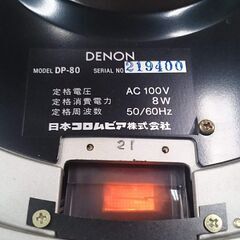 DENON
MODEL DP-80 SERIAL NO 219400
定格電圧 AC 100V
定格消費電力 8W
定格周波数 50/60Hz
日本コロムビア株式会社
21